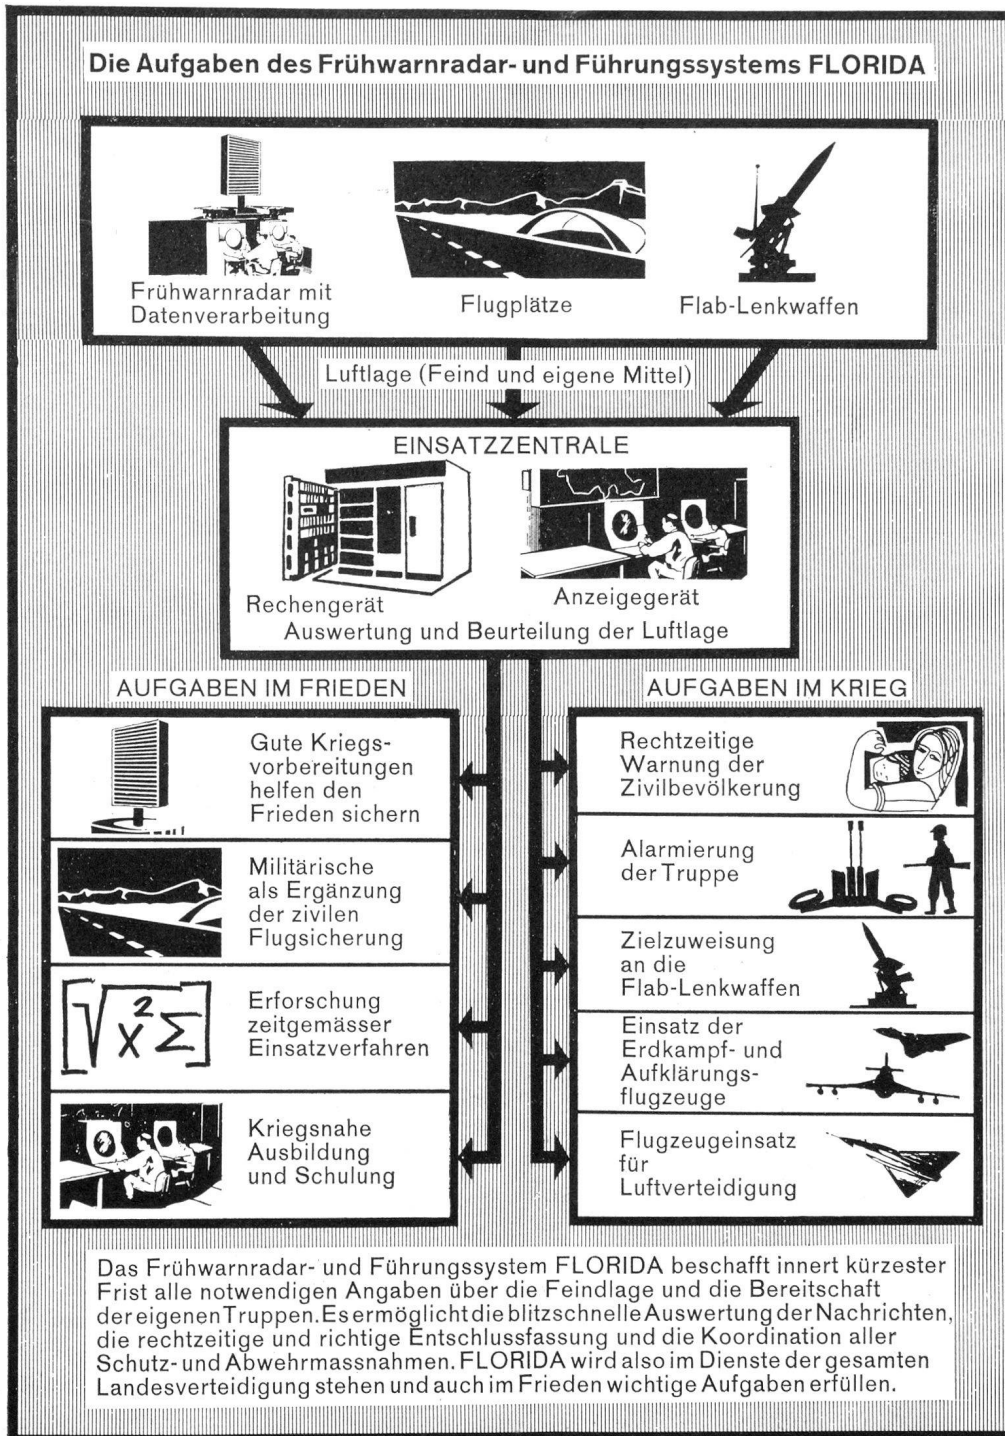 Die Aufgaben des Frühwarnradar- und Führungssystems FLORIDA
Frühwarnradar mit
Datenverarbeitung
Flugplätze
Flab-Lenkwaffen
Luftlage (Feind und eigene Mittel)
EINSATZZENTRALE
Rechengerät
Anzeigegerät
Auswertung und Beurteilung der Luftlage
AUFGABEN IM FRIEDEN
Gute Kriegs-
vorbereitungen
helfen den
Frieden sichern
Militärische
als Ergänzung
der zivilen
Flugsicherung
√ x² Σ
Erforschung
zeitgemässer
Einsatzverfahren
Kriegsnahe
Ausbildung
und Schulung
AUFGABEN IM KRIEG
Rechtzeitige
Warnung der
Zivilbevölkerung
Alarmierung
der Truppe
Zielzuweisung
an die
Flab-Lenkwaffen
Einsatz der
Erdkampf- und
Aufklärungs-
flugzeuge
Flugzeugeinsatz
für
Luftverteidigung
Das Frühwarnradar- und Führungssystem FLORIDA beschafft innert kürzester
Frist alle notwendigen Angaben über die Feindlage und die Bereitschaft
der eigenen Truppen. Es ermöglicht die blitzschnelle Auswertung der Nachrichten,
die rechtzeitige und richtige Entschlussfassung und die Koordination aller
Schutz- und Abwehrmassnahmen. FLORIDA wird also im Dienste der gesamten
Landesverteidigung stehen und auch im Frieden wichtige Aufgaben erfüllen.